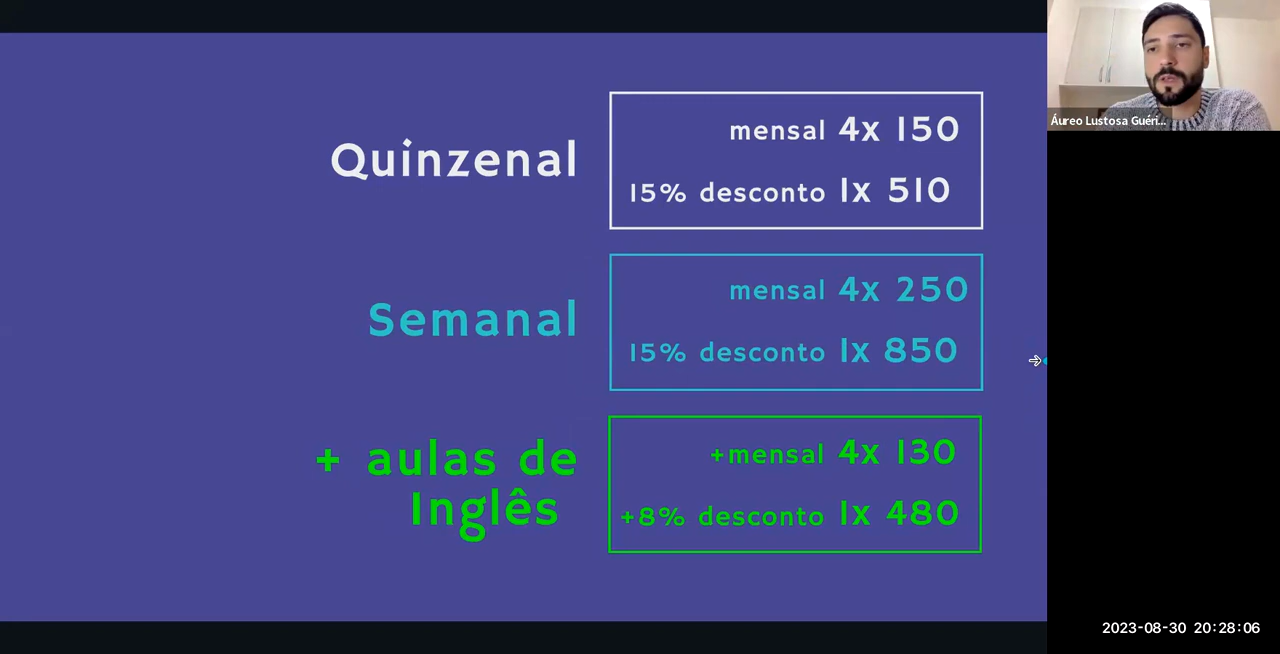 Quinzenal
mensal 4x 150
15% desconto 1x 510
Semanal
mensal 4x 250
15% desconto 1x 850
+ aulas de
Inglês
+mensal 4x 130
+8% desconto 1x 480
Áureo Lustosa Guéri...
2023-08-30 20:28:06